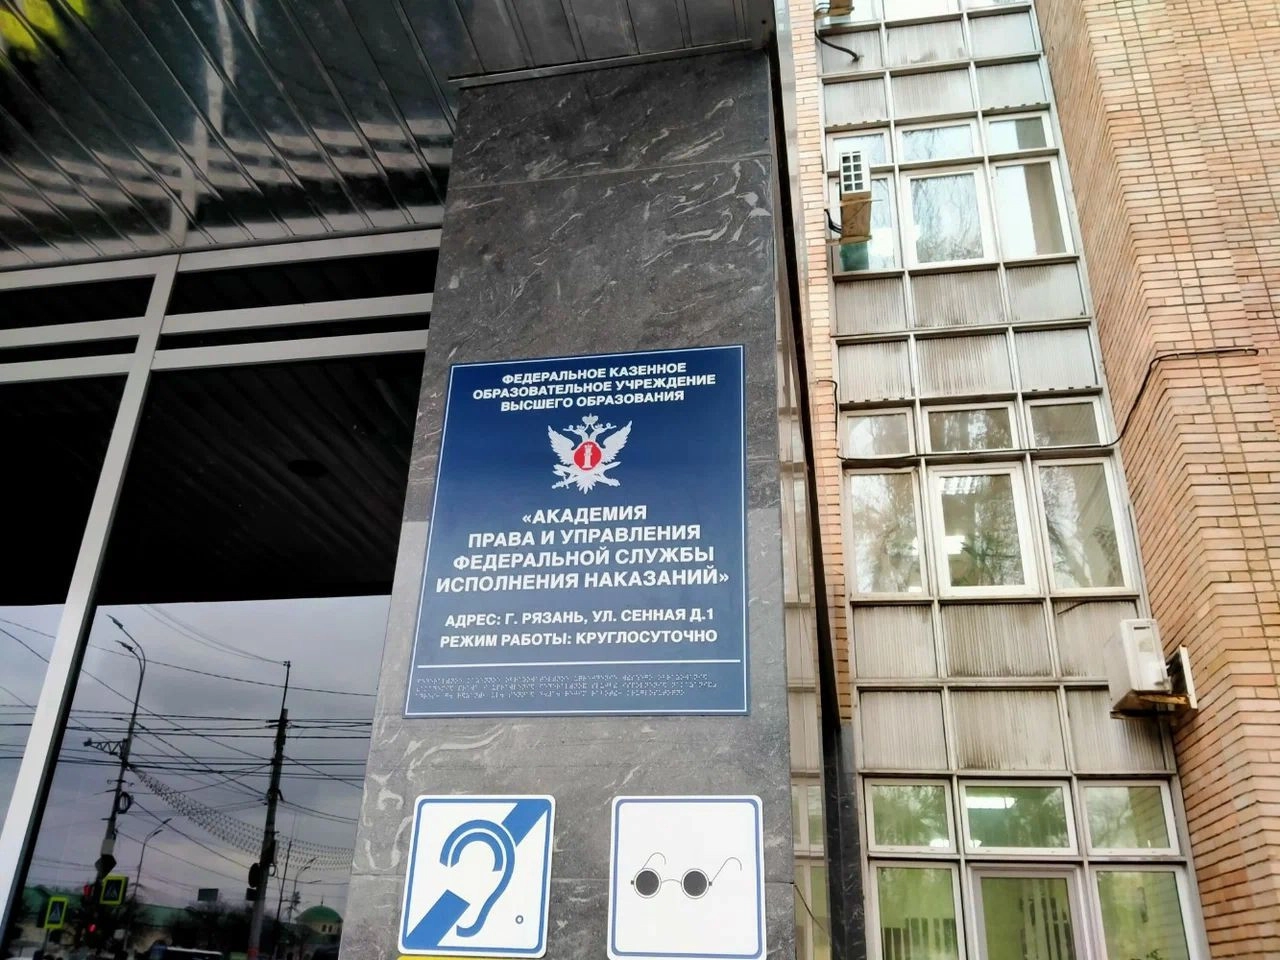 ФЕДЕРАЛЬНОЕ КАЗЕННОЕ
ОБРАЗОВАТЕЛЬНОЕ УЧРЕЖДЕНИЕ
ВЫСШЕГО ОБРАЗОВАНИЯ
«АКАДЕМИЯ
ПРАВА И УПРАВЛЕНИЯ
ФЕДЕРАЛЬНОЙ СЛУЖБЫ
ИСПОЛНЕНИЯ НАКАЗАНИЙ»
АДРЕС: Г. РЯЗАНЬ, УЛ. СЕННАЯ Д.1
РЕЖИМ РАБОТЫ: КРУГЛОСУТОЧНО